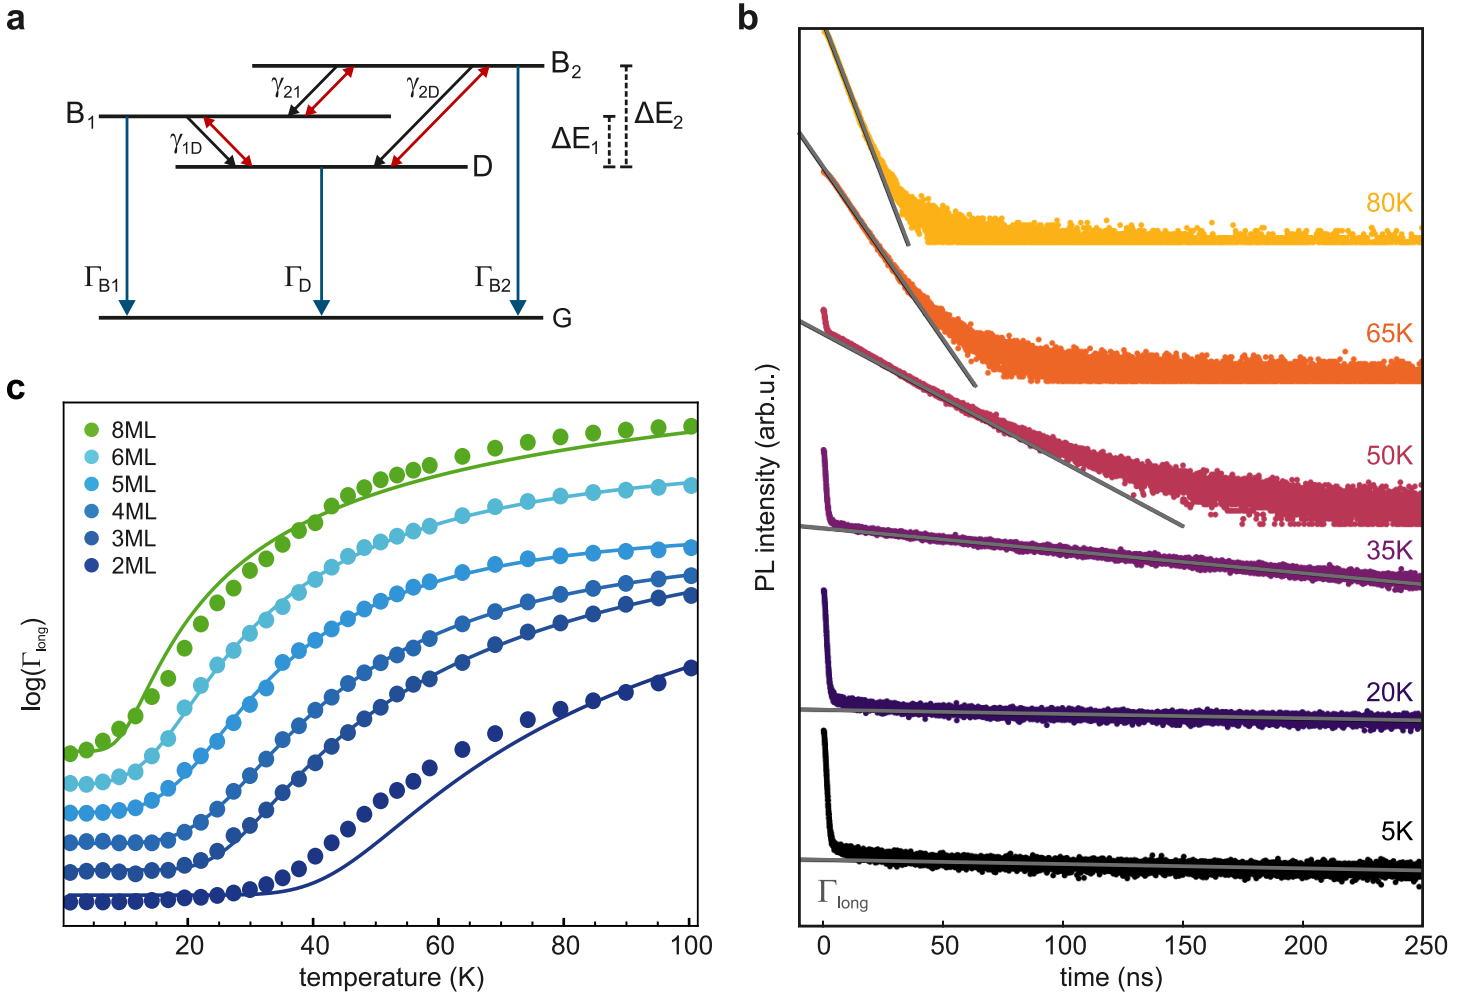 a
B2
γ21
γ2D
B1
ΔE2
ΔE1
γ1D
D
ΓB1
ΓD
ΓB2
G
b
80K
65K
50K
35K
20K
5K
Γlong
PL intensity (arb.u.)
0 50 100 150 200 250
time (ns)
c
8ML
6ML
5ML
4ML
3ML
2ML
log(Γlong)
20 40 60 80 100
temperature (K)